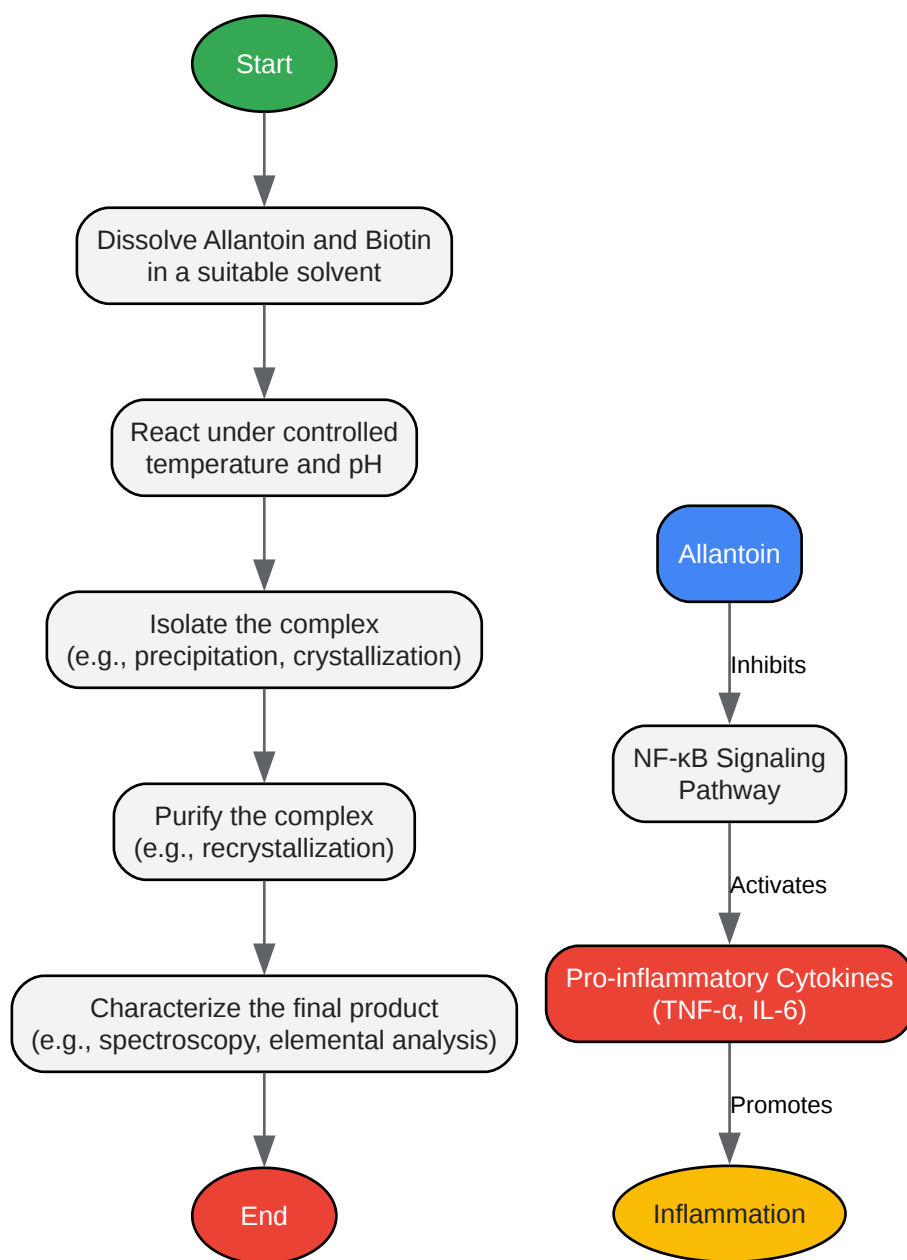 Start
Dissolve Allantoin and Biotin
in a suitable solvent
React under controlled
temperature and pH
Isolate the complex
(e.g., precipitation, crystallization)
Purify the complex
(e.g., recrystallization)
Characterize the final product
(e.g., spectroscopy, elemental analysis)
End
Allantoin
Inhibits
NF-κB Signaling
Pathway
Activates
Pro-inflammatory Cytokines
(TNF-α, IL-6)
Promotes
Inflammation